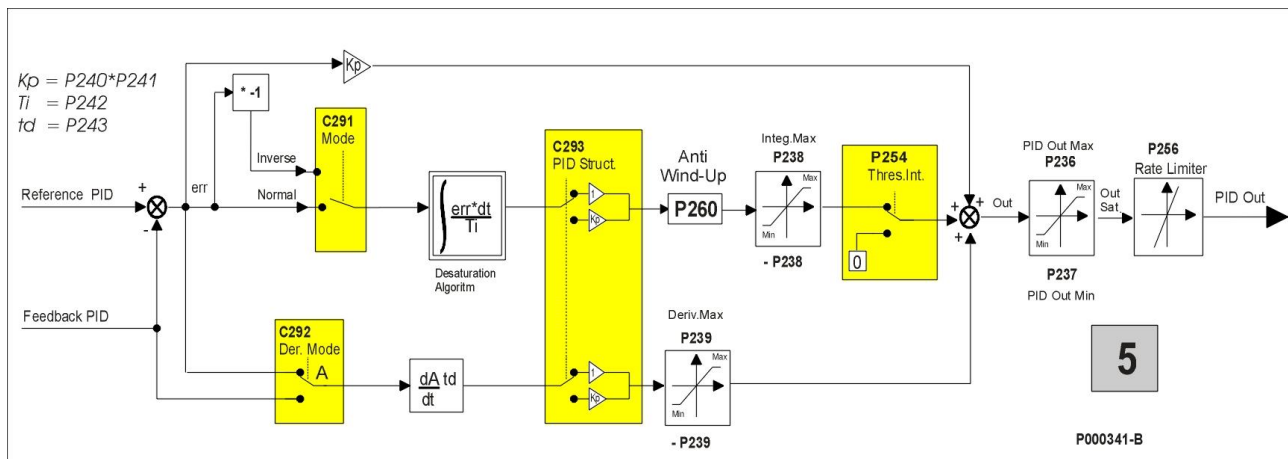 Kp = P240*P241
Ti = P242
td = P243
Kp
* -1
C291
Mode
Inverse
Normal
Reference PID
+
-
err
Feedback PID
C292
Der. Mode
A
err*dt
Ti
Desaturation
Algoritm
dA
dt
td
C293
PID Struct.
1
Kp
1
Kp
Anti
Wind-Up
P260
Integ.Max
P238
Max
Min
- P238
Deriv.Max
P239
Max
Min
- P239
P254
Thres.Int.
0
+
+
+
Out
PID Out Max
P236
Max
Min
P237
PID Out Min
Out
Sat
P256
Rate Limiter
PID Out
5
P000341-B